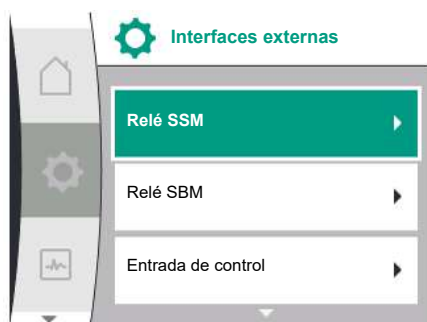 Interfaces externas
Relé SSM
Relé SBM
Entrada de control